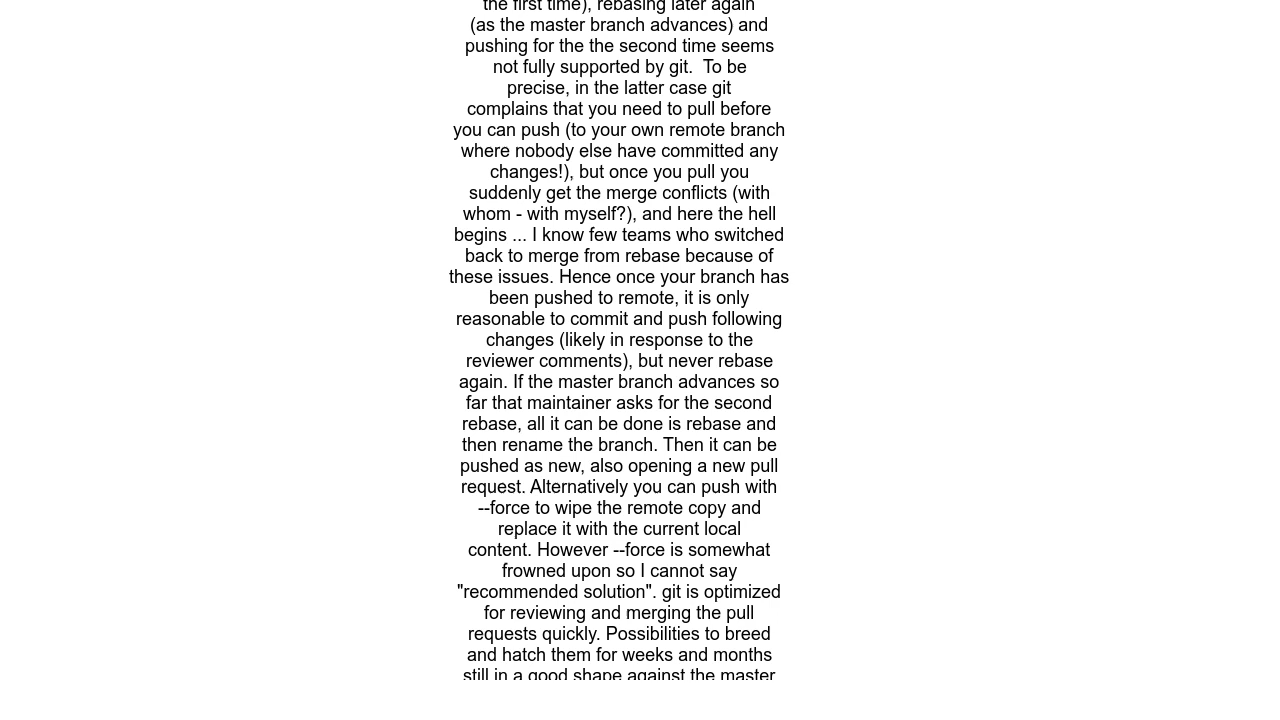 the first time), rebasing later again
(as the master branch advances) and
pushing for the the second time seems
not fully supported by git.  To be
precise, in the latter case git
complains that you need to pull before
you can push (to your own remote branch
where nobody else have committed any
changes!), but once you pull you
suddenly get the merge conflicts (with
whom - with myself?), and here the hell
begins ... I know few teams who switched
back to merge from rebase because of
these issues. Hence once your branch has
been pushed to remote, it is only
reasonable to commit and push following
changes (likely in response to the
reviewer comments), but never rebase
again. If the master branch advances so
far that maintainer asks for the second
rebase, all it can be done is rebase and
then rename the branch. Then it can be
pushed as new, also opening a new pull
request. Alternatively you can push with
--force to wipe the remote copy and
replace it with the current local
content. However --force is somewhat
frowned upon so I cannot say
"recommended solution". git is optimized
for reviewing and merging the pull
requests quickly. Possibilities to breed
and hatch them for weeks and months
still in a good shape against the master